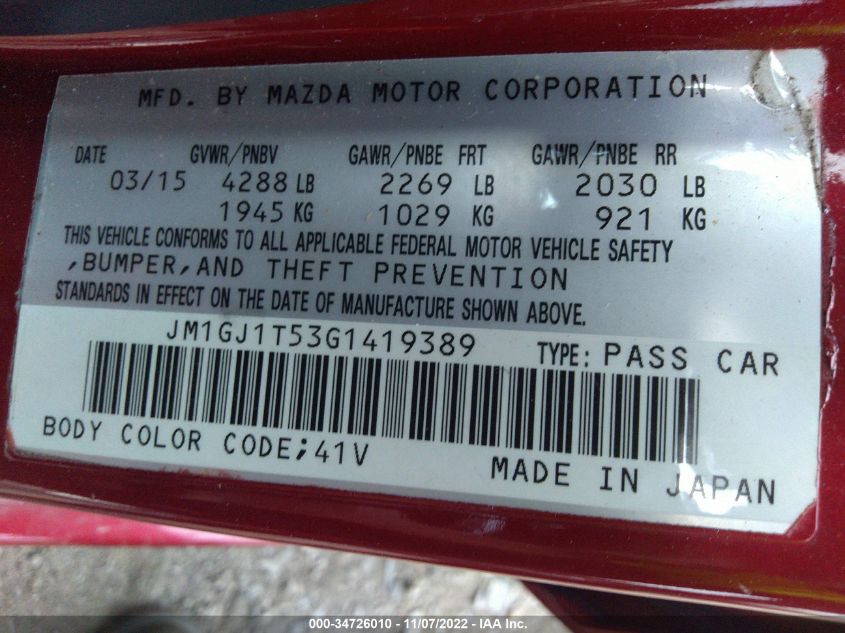 MFD. BY MAZDA MOTOR CORPORATION
DATE GVWR/PNBV GAWR/PNBE FRT GAWR/PNBE RR
03/15 4288 LB 2269 LB 2030 LB
1945 KG 1029 KG 921 KG
THIS VEHICLE CONFORMS TO ALL APPLICABLE FEDERAL MOTOR VEHICLE SAFETY
,BUMPER,AND THEFT PREVENTION
STANDARDS IN EFFECT ON THE DATE OF MANUFACTURE SHOWN ABOVE.
JM1GJ1T53G1419389 TYPE: PASS CAR
BODY COLOR CODE;41V
MADE IN JAPAN
000-34726010 - 11/07/2022 - IAA Inc.